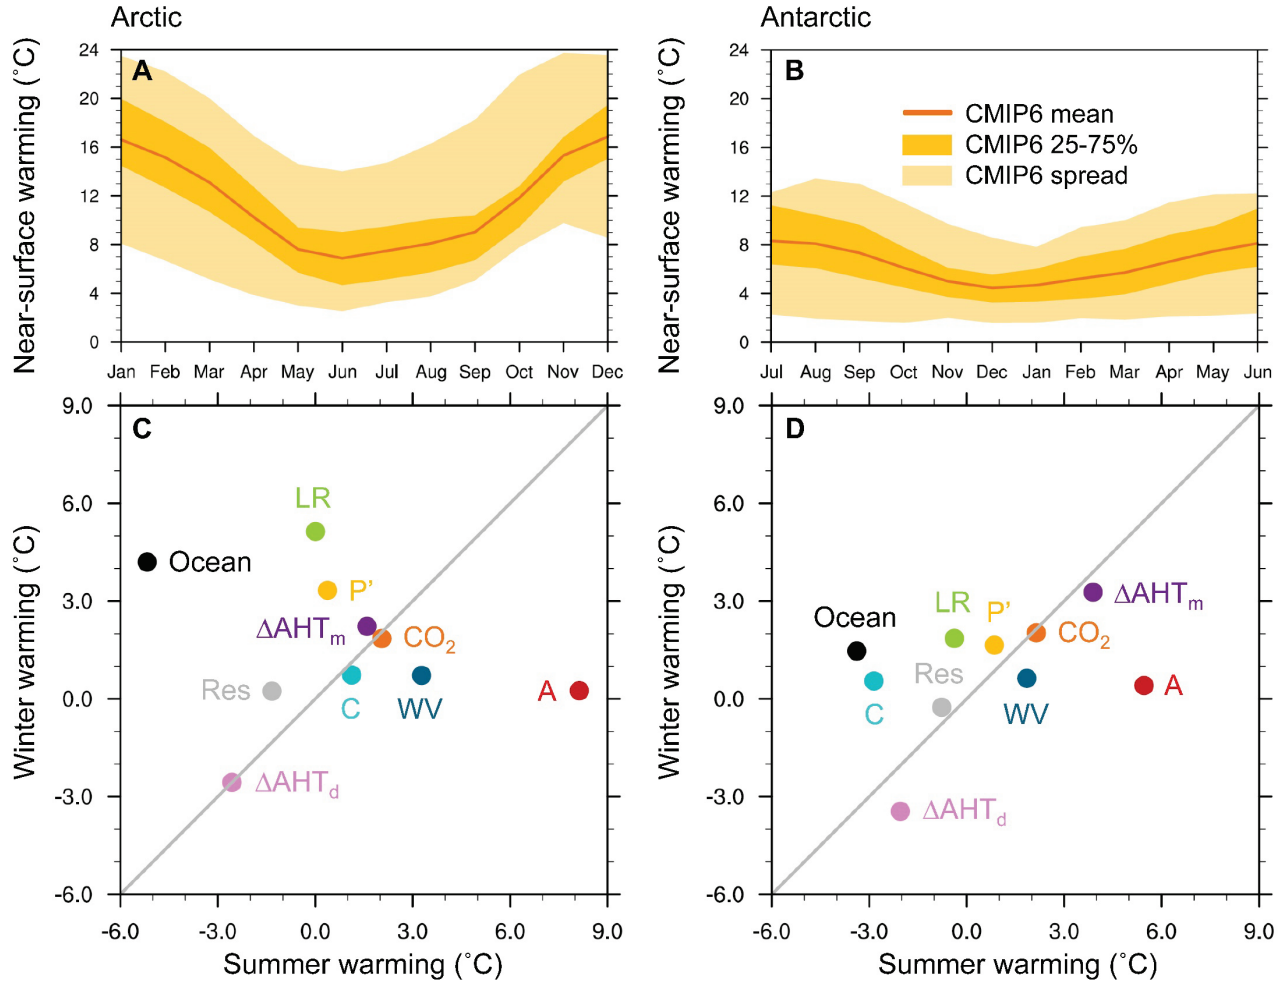 Arctic
Antarctic
Near-surface warming (˚C)
24
20
16
12
8
4
0
A
Jan Feb Mar Apr May Jun Jul Aug Sep Oct Nov Dec
Near-surface warming (˚C)
24
20
16
12
8
4
0
B
CMIP6 mean
CMIP6 25-75%
CMIP6 spread
Jul Aug Sep Oct Nov Dec Jan Feb Mar Apr May Jun
Winter warming (˚C)
9.0
6.0
3.0
0.0
-3.0
-6.0
C
LR
Ocean
P’
ΔAHTm
CO2
Res
C
WV
A
ΔAHTd
-6.0 -3.0 0.0 3.0 6.0 9.0
Summer warming (˚C)
Winter warming (˚C)
9.0
6.0
3.0
0.0
-3.0
-6.0
D
ΔAHTm
LR
P’
Ocean
CO2
Res
A
C
WV
ΔAHTd
-6.0 -3.0 0.0 3.0 6.0 9.0
Summer warming (˚C)